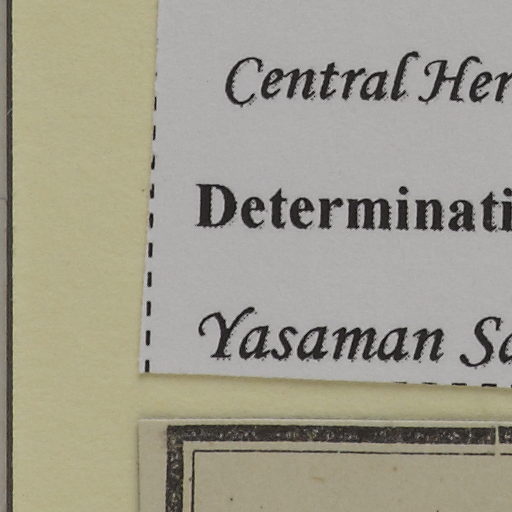 Central Her
Determinati
Yasaman Sa